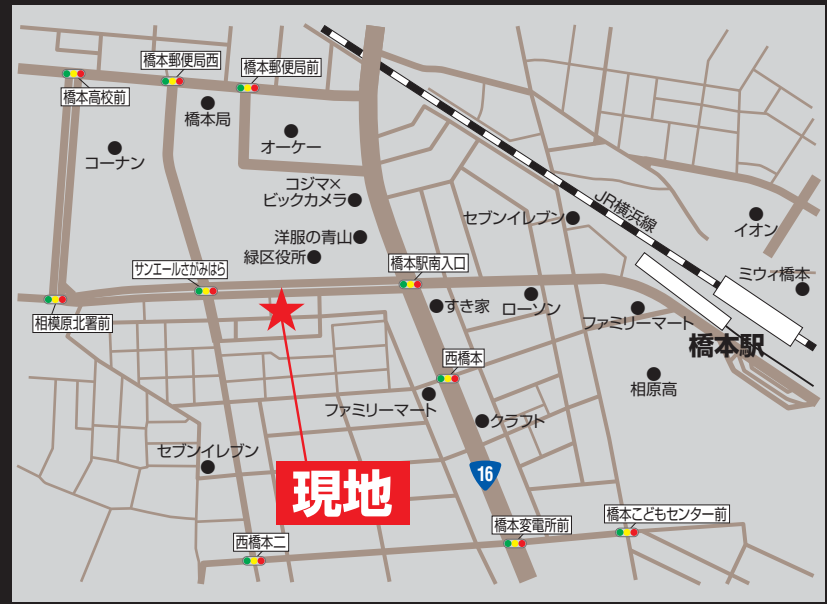 橋本郵便局西
橋本郵便局前
橋本高校前
橋本局
オーケー
コーナン
コジマ×
ビックカメラ
セブンイレブン
JR横浜線
イオン
洋服の青山
緑区役所
サンエールさがみはら
橋本駅南入口
ミウィ橋本
相模原北署前
すき家
ローソン
ファミリーマート
橋本駅
西橋本
相原高
ファミリーマート
クラフト
セブンイレブン
16
現地
橋本変電所前
橋本こどもセンター前
西橋本二